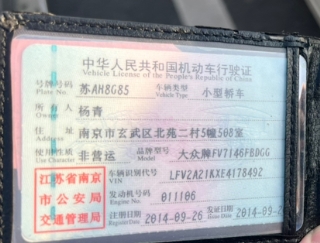 中华人民共和国机动车行驶证
Vehicle License of the People's Republic of China
号牌号码 苏AH8G85 车辆类型 小型轿车
Plate No. Vehicle Type
所有人 杨青
Owner
住址 南京市玄武区北苑二村5幢508室
Address
使用性质 非营运 品牌型号 大众牌FV7146FBDGG
Use Character Model
江苏省南京市公安局交通管理局
车辆识别代号 LFV2A21KXE4178492
VIN
发动机号码 011106
Engine No.
注册日期 2014-09-26 发证日期 2014-09-
Register Date Issue Date